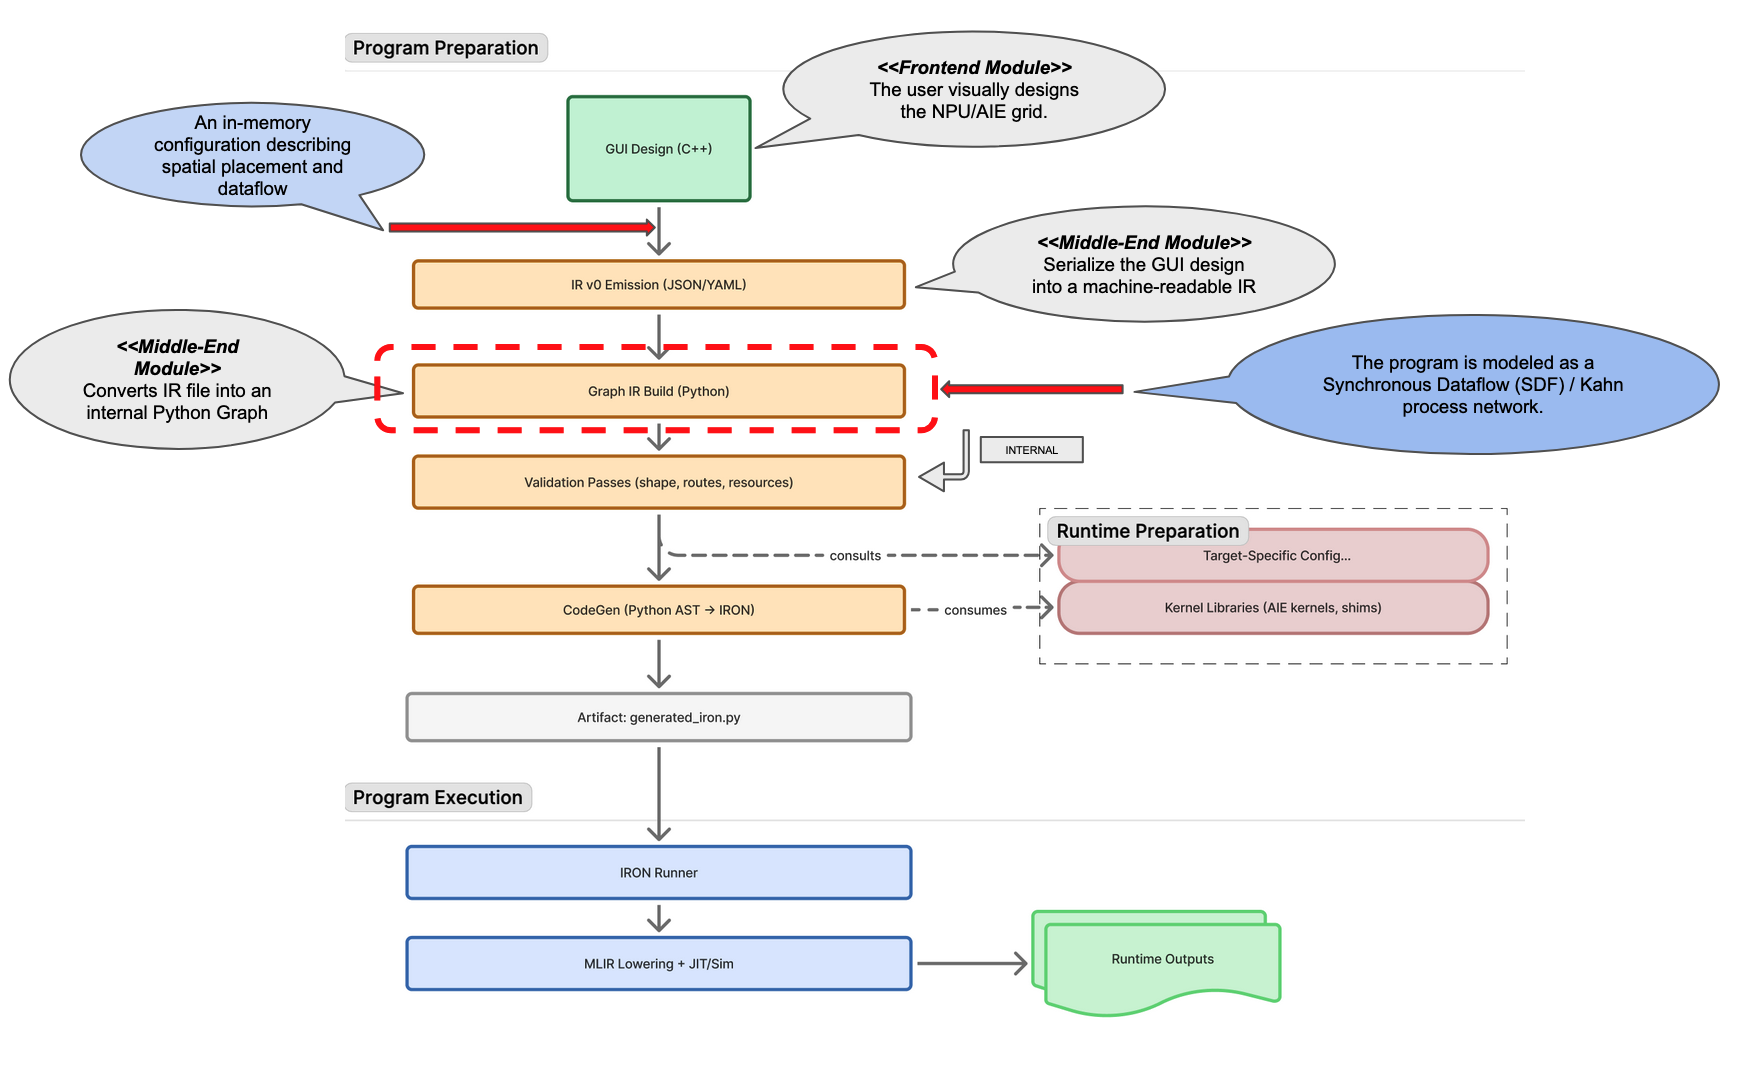 Program Preparation
<<Frontend Module>>
The user visually designs
the NPU/AIE grid.
An in-memory
configuration describing
spatial placement and
dataflow
GUI Design (C++)
<<Middle-End Module>>
Serialize the GUI design
into a machine-readable IR
IR v0 Emission (JSON/YAML)
<<Middle-End
Module>>
Converts IR file into an
internal Python Graph
Graph IR Build (Python)
The program is modeled as a
Synchronous Dataflow (SDF) / Kahn
process network.
INTERNAL
Validation Passes (shape, routes, resources)
Runtime Preparation
consults
Target-Specific Config...
CodeGen (Python AST → IRON)
consumes
Kernel Libraries (AIE kernels, shims)
Artifact: generated_iron.py
Program Execution
IRON Runner
MLIR Lowering + JIT/Sim
Runtime Outputs